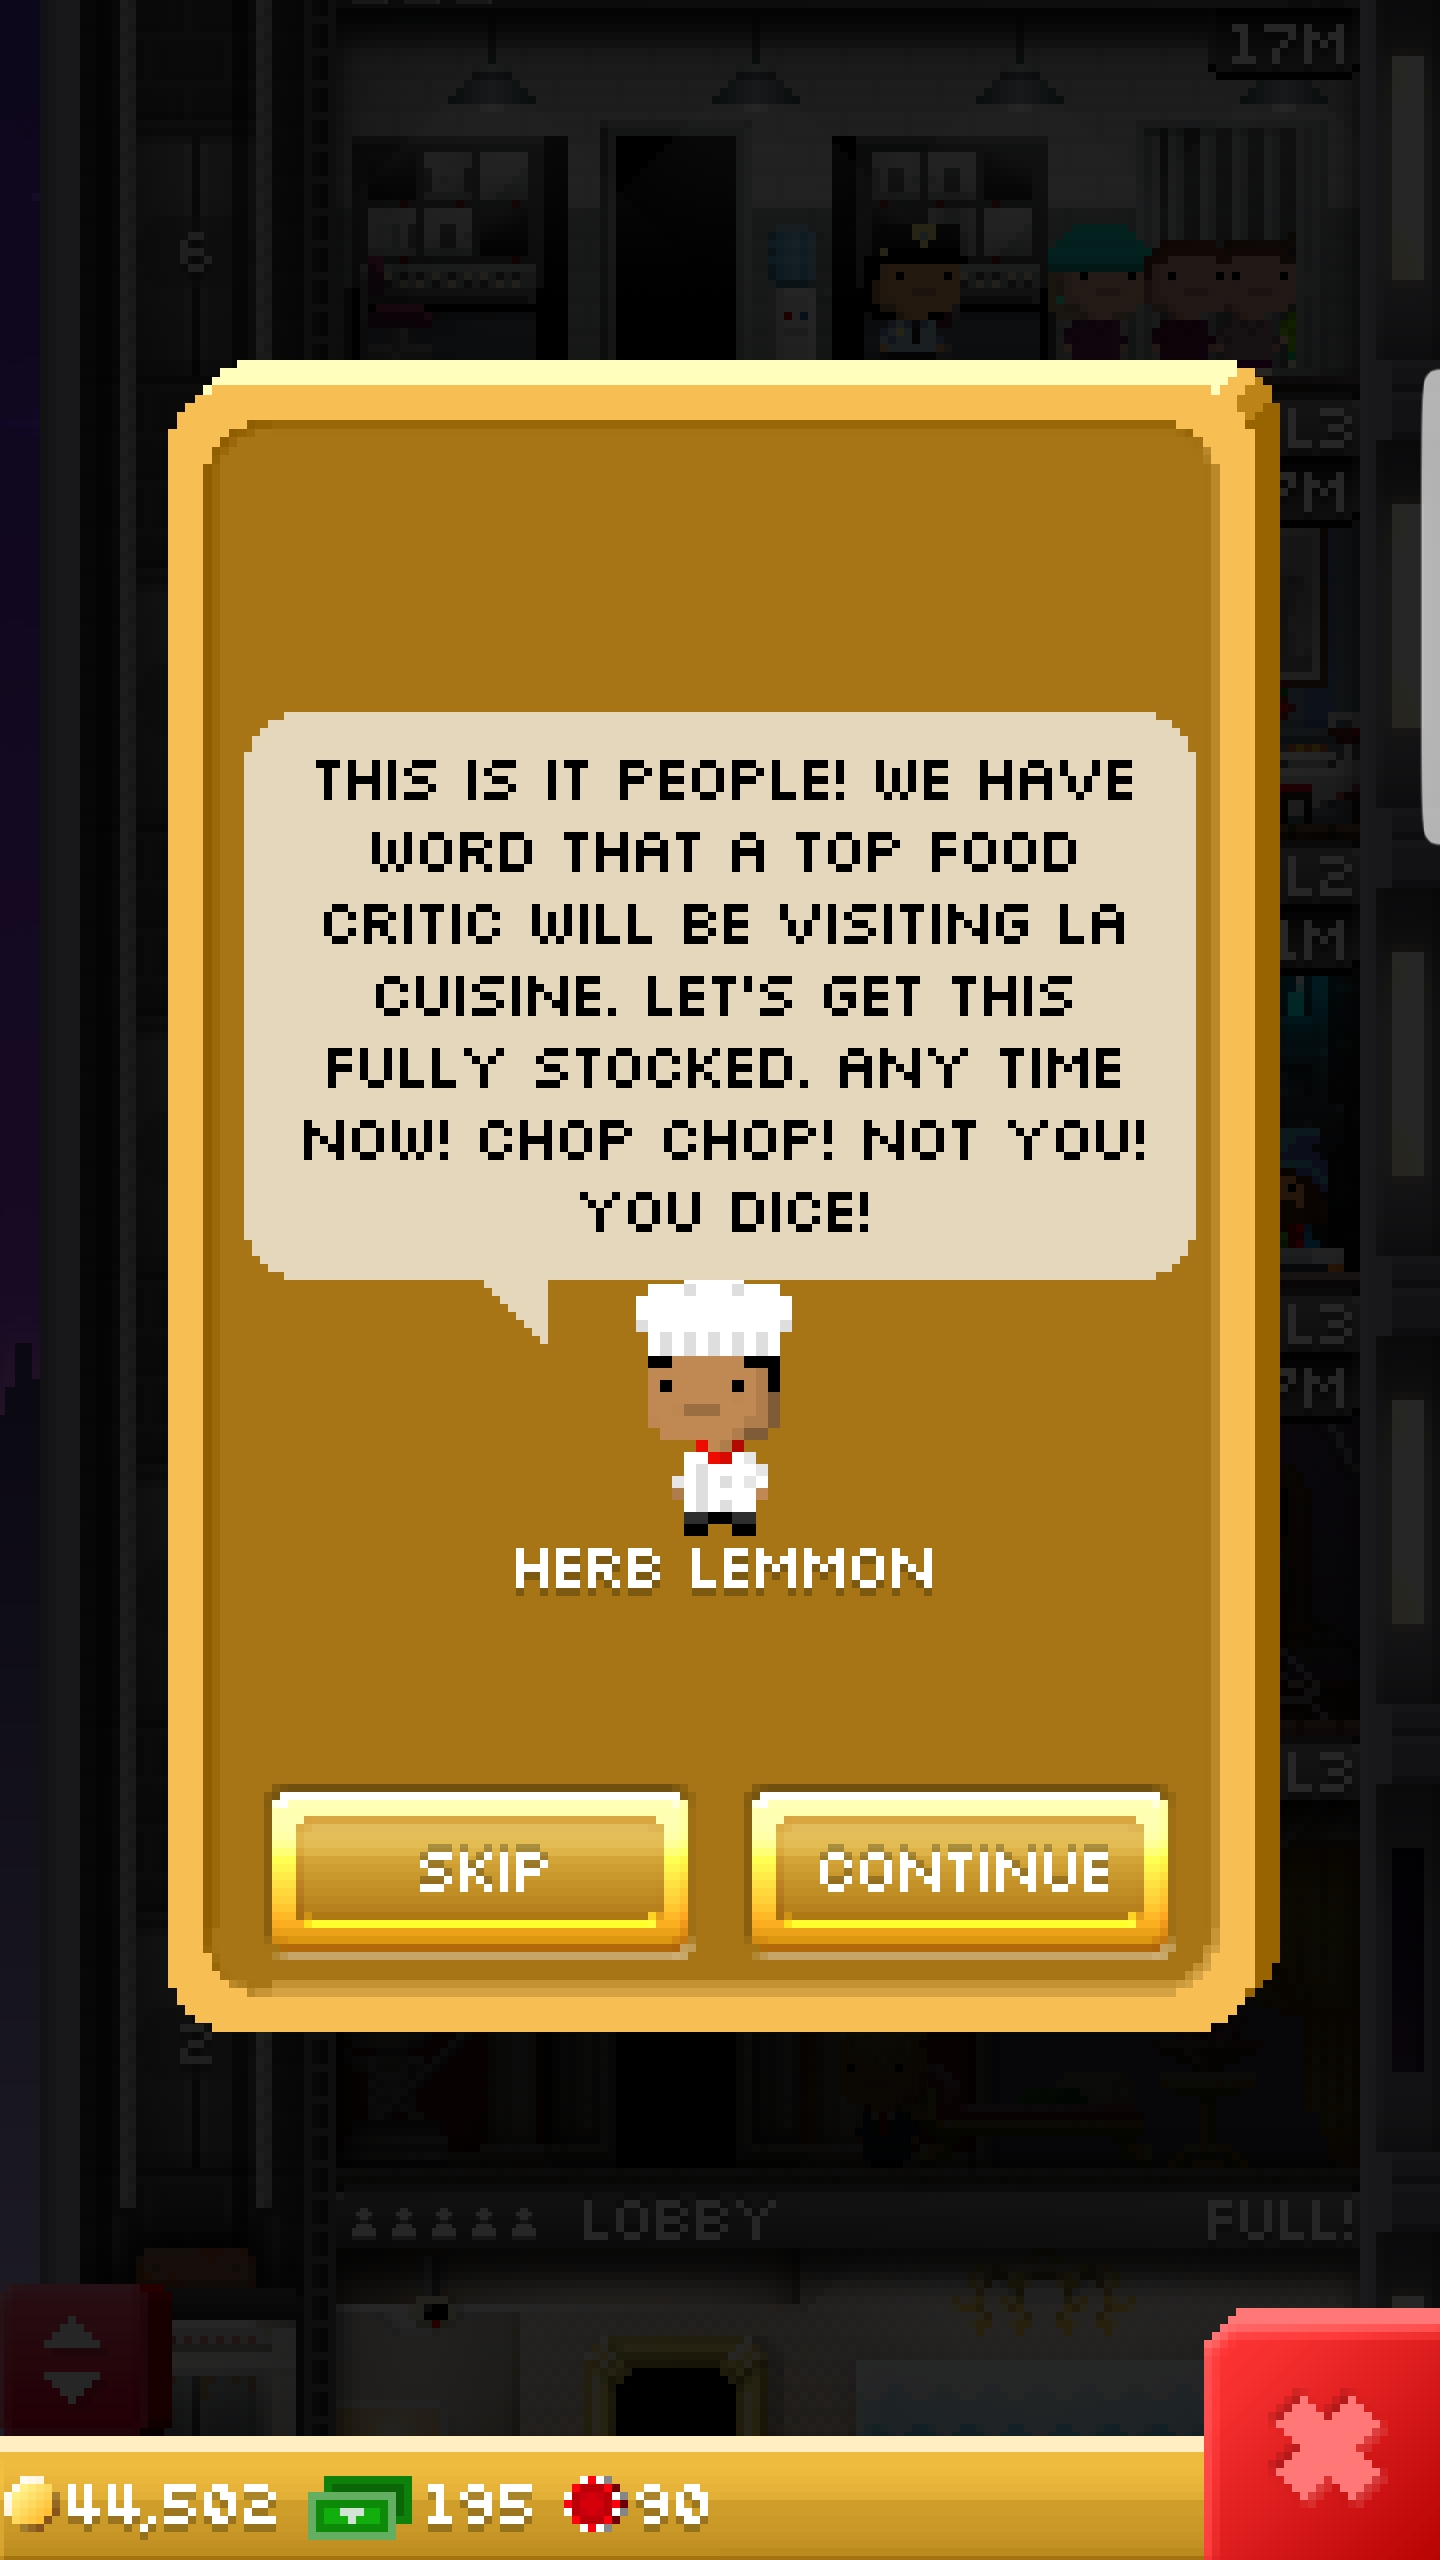 17M
6
L3
PM
THIS IS IT PEOPLE! WE HAVE
WORD THAT A TOP FOOD
CRITIC WILL BE VISITING LA
CUISINE. LET'S GET THIS
FULLY STOCKED. ANY TIME
NOW! CHOP CHOP! NOT YOU!
YOU DICE!
L2
1M
L3
PM
HERB LEMMON
L3
SKIP
CONTINUE
2
LOBBY
FULL!
44,502
195
90